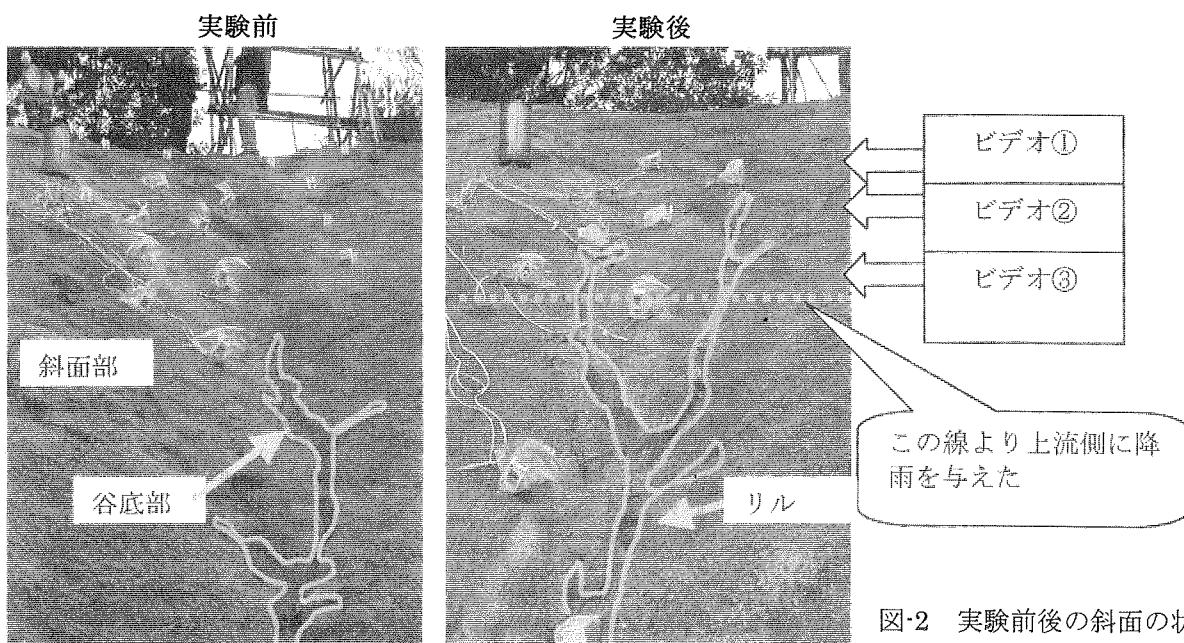 実験前
実験後
ビデオ①
ビデオ②
ビデオ③
斜面部
谷底部
リル
この線より上流側に降
雨を与えた
図-2 実験前後の斜面の状